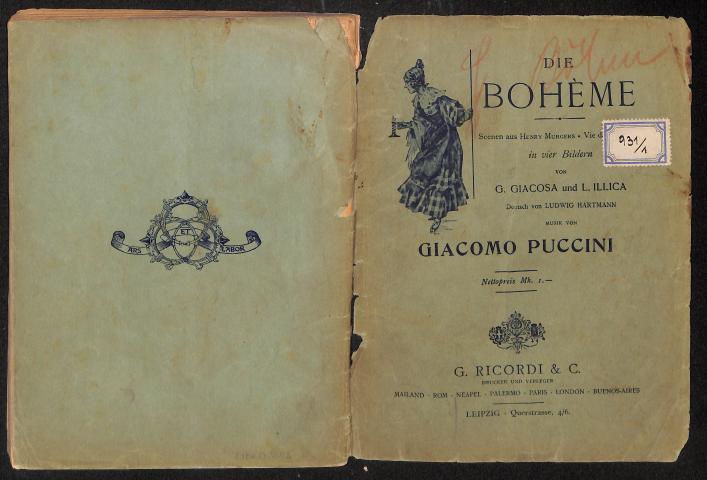 ARS ET LABOR
DIE
BOHÈME
Scenen aus HENRY MURGERS • Vie d
931/1
in vier Bildern
VON
G. GIACOSA und L. ILLICA
Deutsch von LUDWIG HARTMANN
MUSIK VON
GIACOMO PUCCINI
Nettopreis Mk. 1.—
G. RICORDI & C.
DRUCKER UND VERLEGER
MAILAND - ROM - NEAPEL - PALERMO - PARIS - LONDON - BUENOS-AIRES
LEIPZIG - Querstrasse, 4/6.